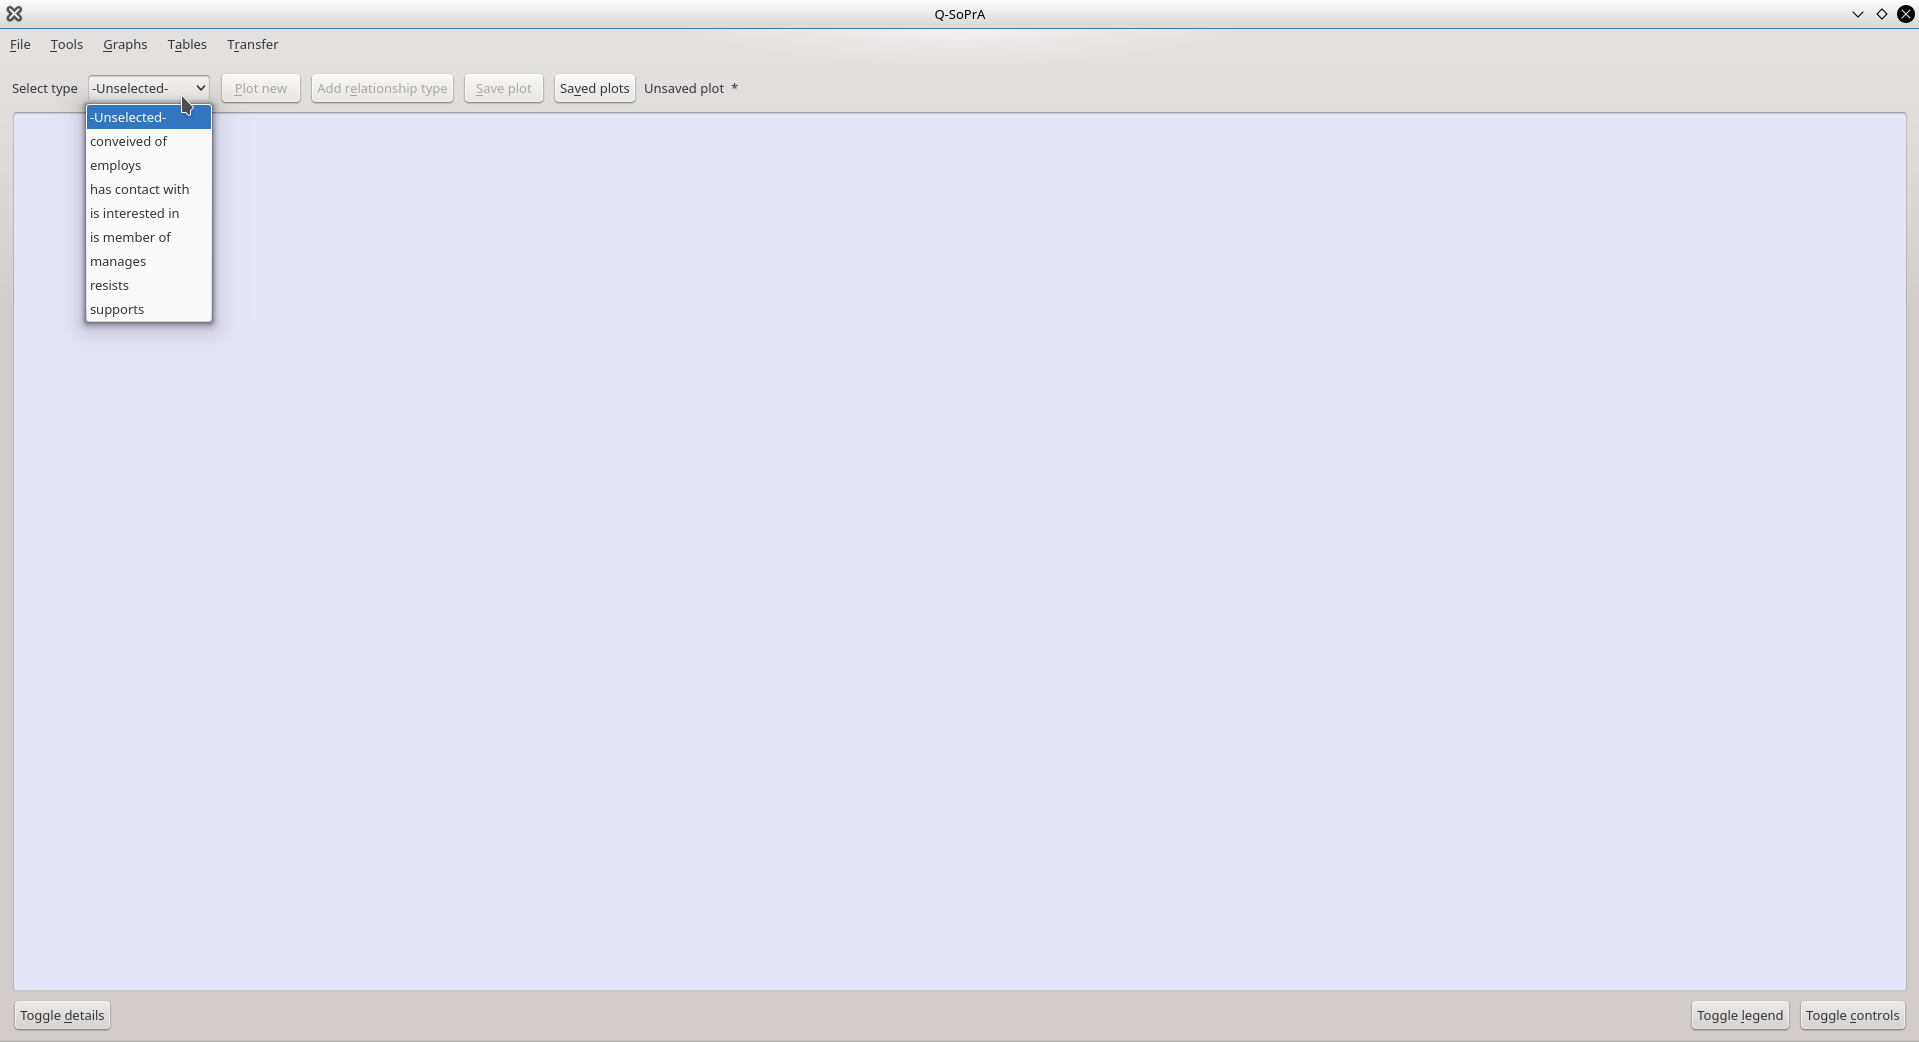 Q-SoPrA
File Tools Graphs Tables Transfer
Select type -Unselected- Plot new Add relationship type Save plot Saved plots Unsaved plot *
-Unselected-
conveived of
employs
has contact with
is interested in
is member of
manages
resists
supports
Toggle details Toggle legend Toggle controls